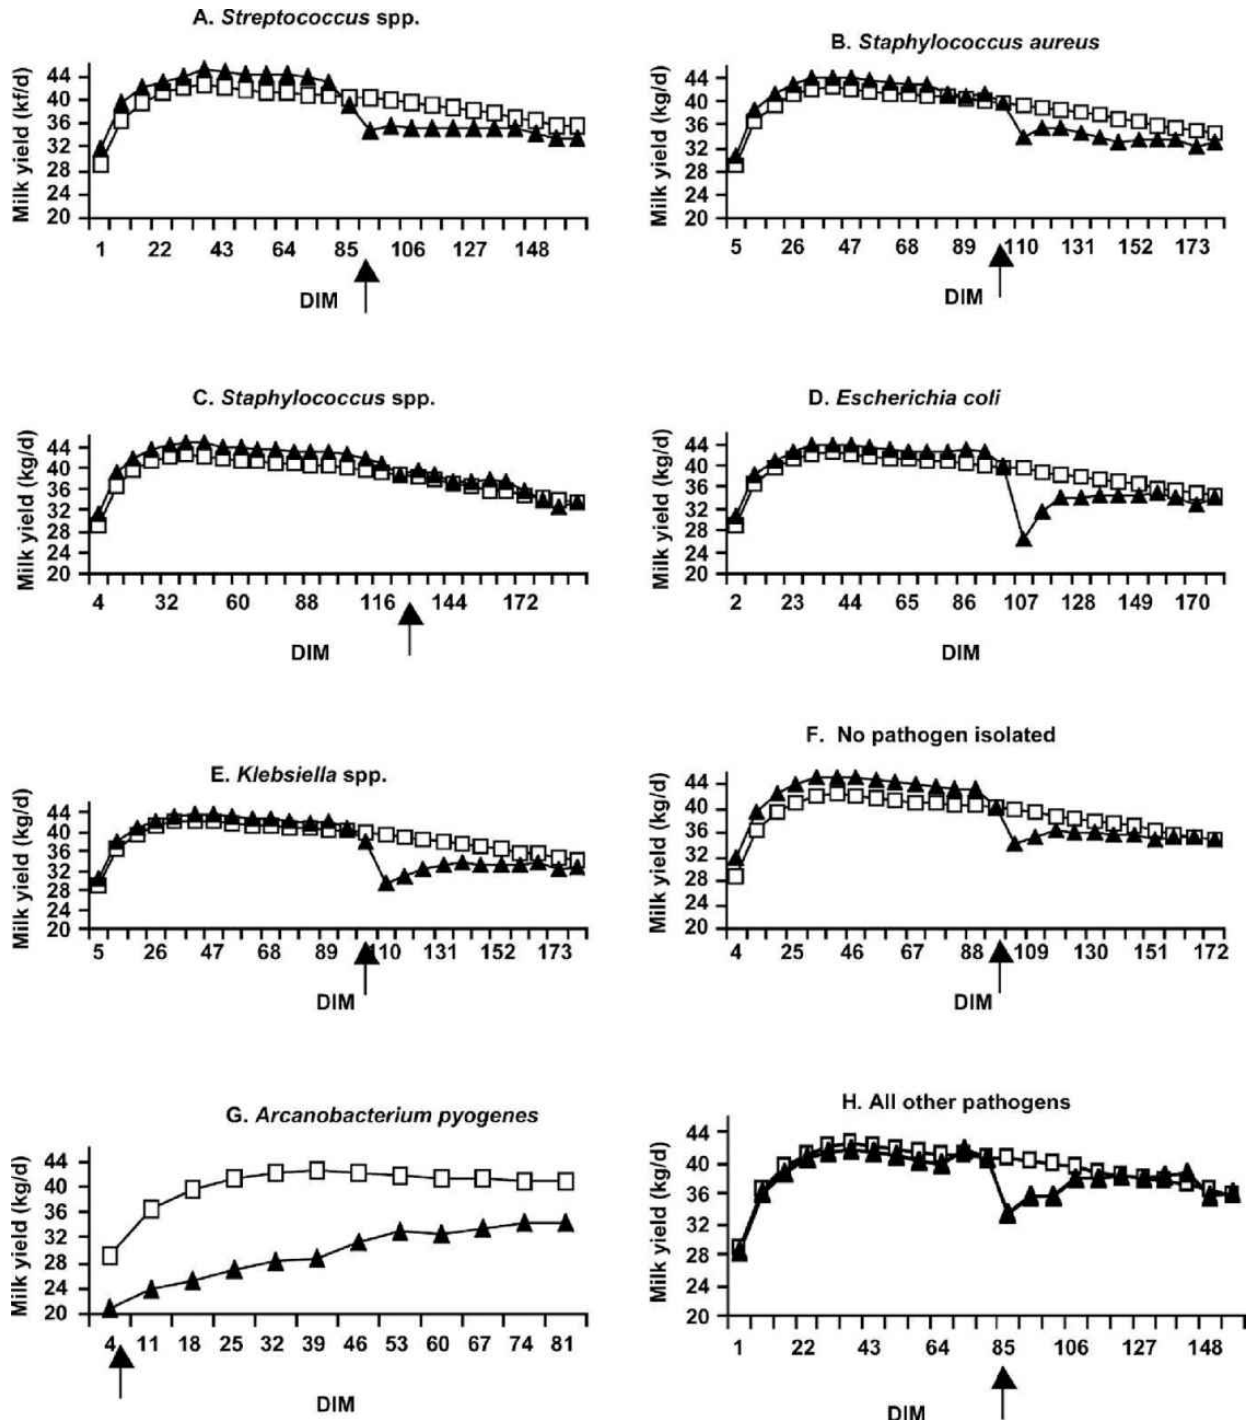 A. Streptococcus spp.
Milk yield (kf/d)
44
40
36
32
28
24
20
1 22 43 64 85 106 127 148
DIM
B. Staphylococcus aureus
Milk yield (kg/d)
44
40
36
32
28
24
20
5 26 47 68 89 110 131 152 173
DIM
C. Staphylococcus spp.
Milk yield (kg/d)
44
40
36
32
28
24
20
4 32 60 88 116 144 172
DIM
D. Escherichia coli
Milk yield (kg/d)
44
40
36
32
28
24
20
2 23 44 65 86 107 128 149 170
DIM
E. Klebsiella spp.
Milk yield (kg/d)
44
40
36
32
28
24
20
5 26 47 68 89 110 131 152 173
DIM
F. No pathogen isolated
Milk yield (kg/d)
44
40
36
32
28
24
20
4 25 46 67 88 109 130 151 172
DIM
G. Arcanobacterium pyogenes
Milk yield (kg/d)
44
40
36
32
28
24
20
4 11 18 25 32 39 46 53 60 67 74 81
DIM
H. All other pathogens
Milk yield (kg/d)
44
40
36
32
28
24
20
1 22 43 64 85 106 127 148
DIM